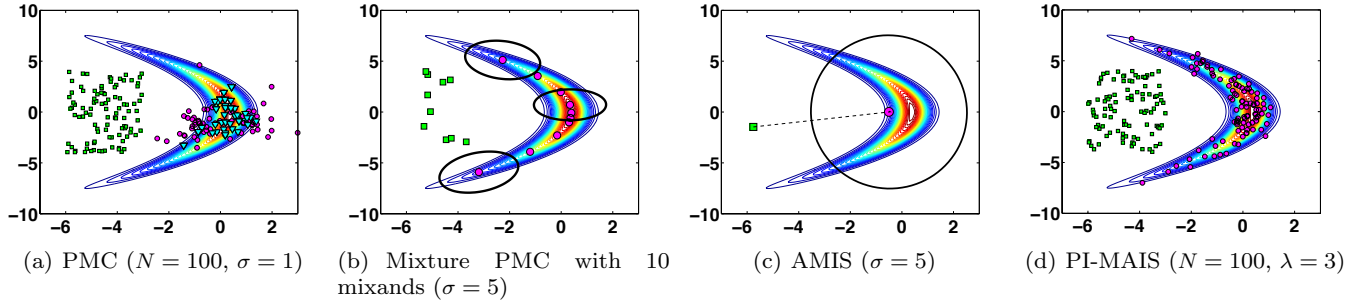 10
5
0
−5
−10
−6 −4 −2 0 2
(a) PMC (N = 100, σ = 1)
10
5
0
−5
−10
−6 −4 −2 0 2
(b) Mixture PMC with 10
mixands (σ = 5)
10
5
0
−5
−10
−6 −4 −2 0 2
(c) AMIS (σ = 5)
10
5
0
−5
−10
−6 −4 −2 0 2
(d) PI-MAIS (N = 100, λ = 3)